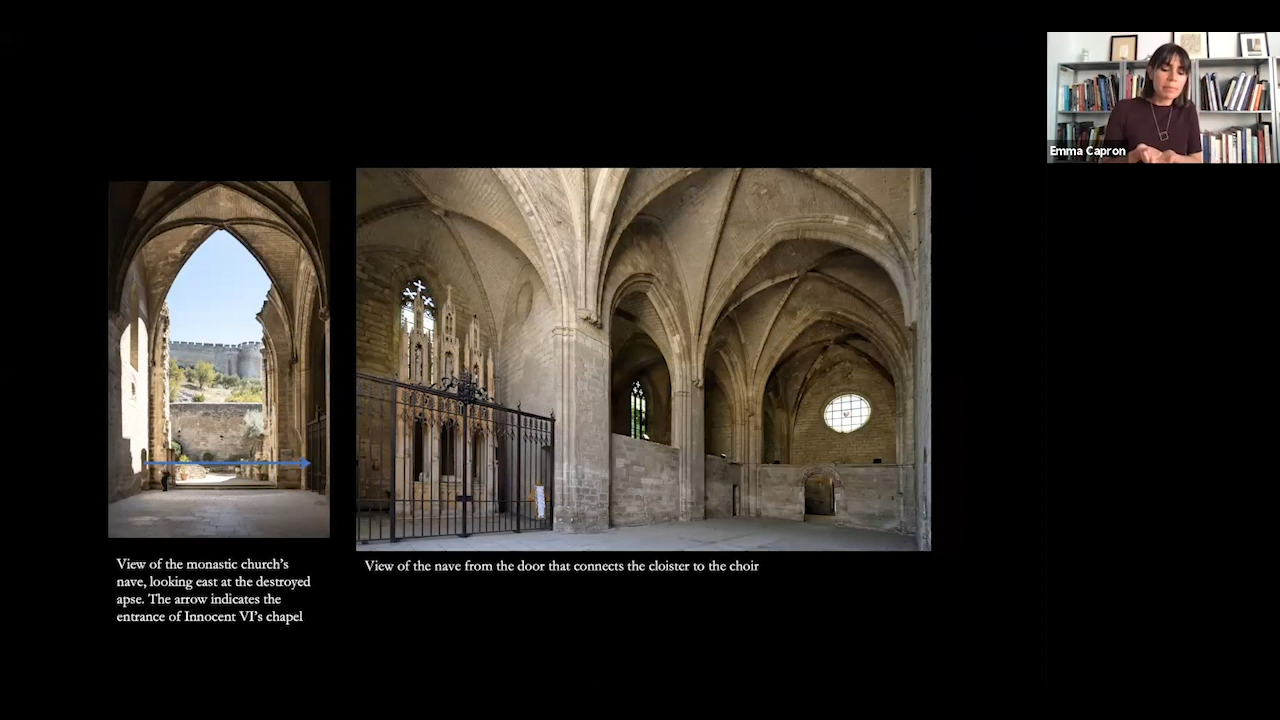 Emma Capron
View of the monastic church's
nave, looking east at the destroyed
apse. The arrow indicates the
entrance of Innocent VI's chapel
View of the nave from the door that connects the cloister to the choir